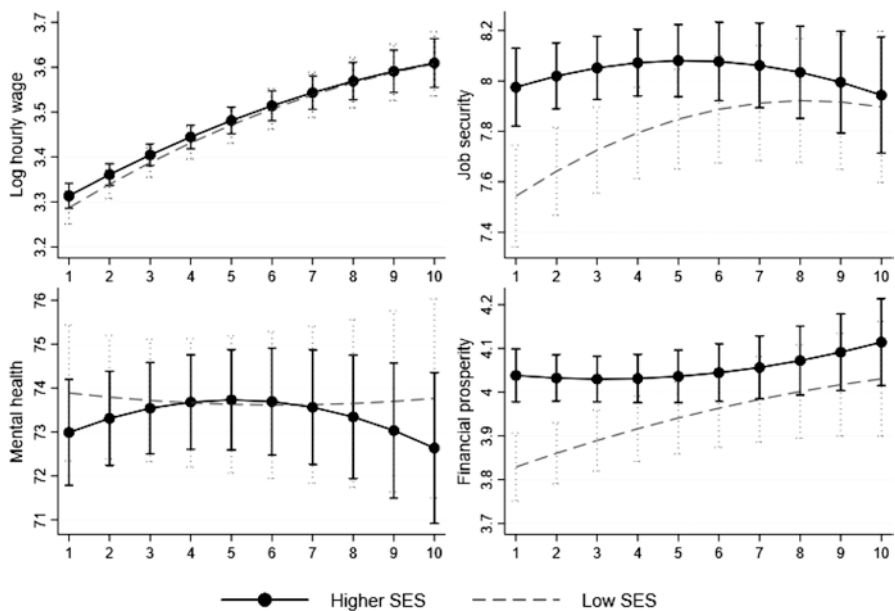 Log hourly wage
3.7
3.6
3.5
3.4
3.3
3.2
1 2 3 4 5 6 7 8 9 10
Job security
8.2
8
7.8
7.6
7.4
1 2 3 4 5 6 7 8 9 10
Mental health
76
75
74
73
72
71
1 2 3 4 5 6 7 8 9 10
Financial prosperity
4.2
4.1
4
3.9
3.8
3.7
1 2 3 4 5 6 7 8 9 10
Higher SES
Low SES